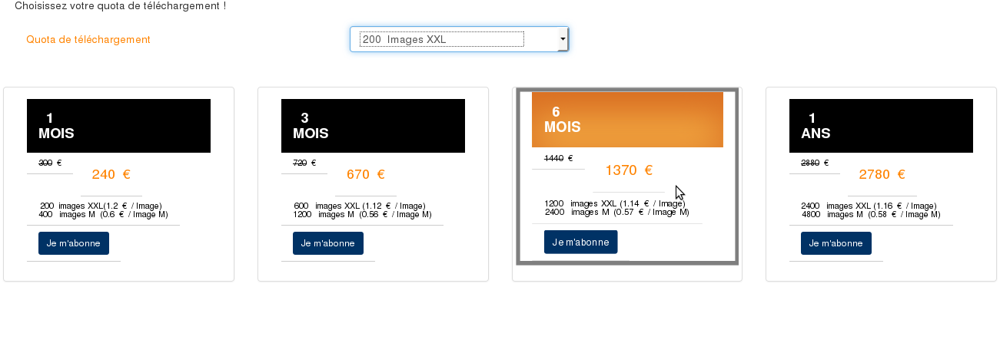 Choisissez votre quota de téléchargement !
Quota de téléchargement
200 Images XXL
1
MOIS
300 €
240 €
200 images XXL(1.2 € / Image)
400 images M (0.6 € / Image M)
Je m'abonne
3
MOIS
720 €
670 €
600 images XXL (1.12 € / Image)
1200 images M (0.56 € / Image M)
Je m'abonne
6
MOIS
1440 €
1370 €
1200 images XXL (1.14 € / Image)
2400 images M (0.57 € / Image M)
Je m'abonne
1
ANS
2880 €
2780 €
2400 images XXL (1.16 € / Image)
4800 images M (0.58 € / Image M)
Je m'abonne